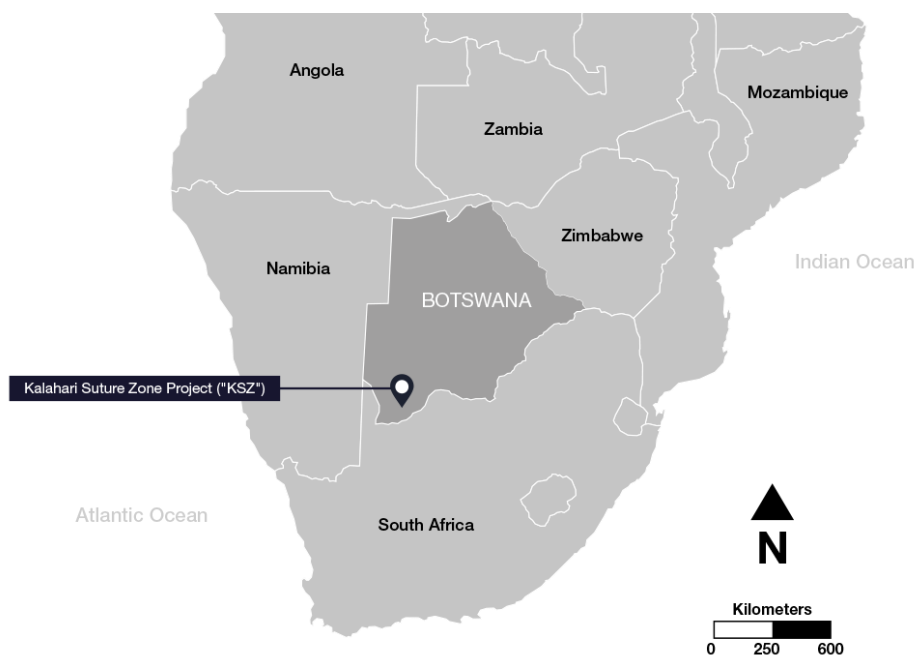 Angola
Mozambique
Zambia
Zimbabwe
Indian Ocean
Namibia
BOTSWANA
Kalahari Suture Zone Project ("KSZ")
Atlantic Ocean
South Africa
N
Kilometers
0 250 600